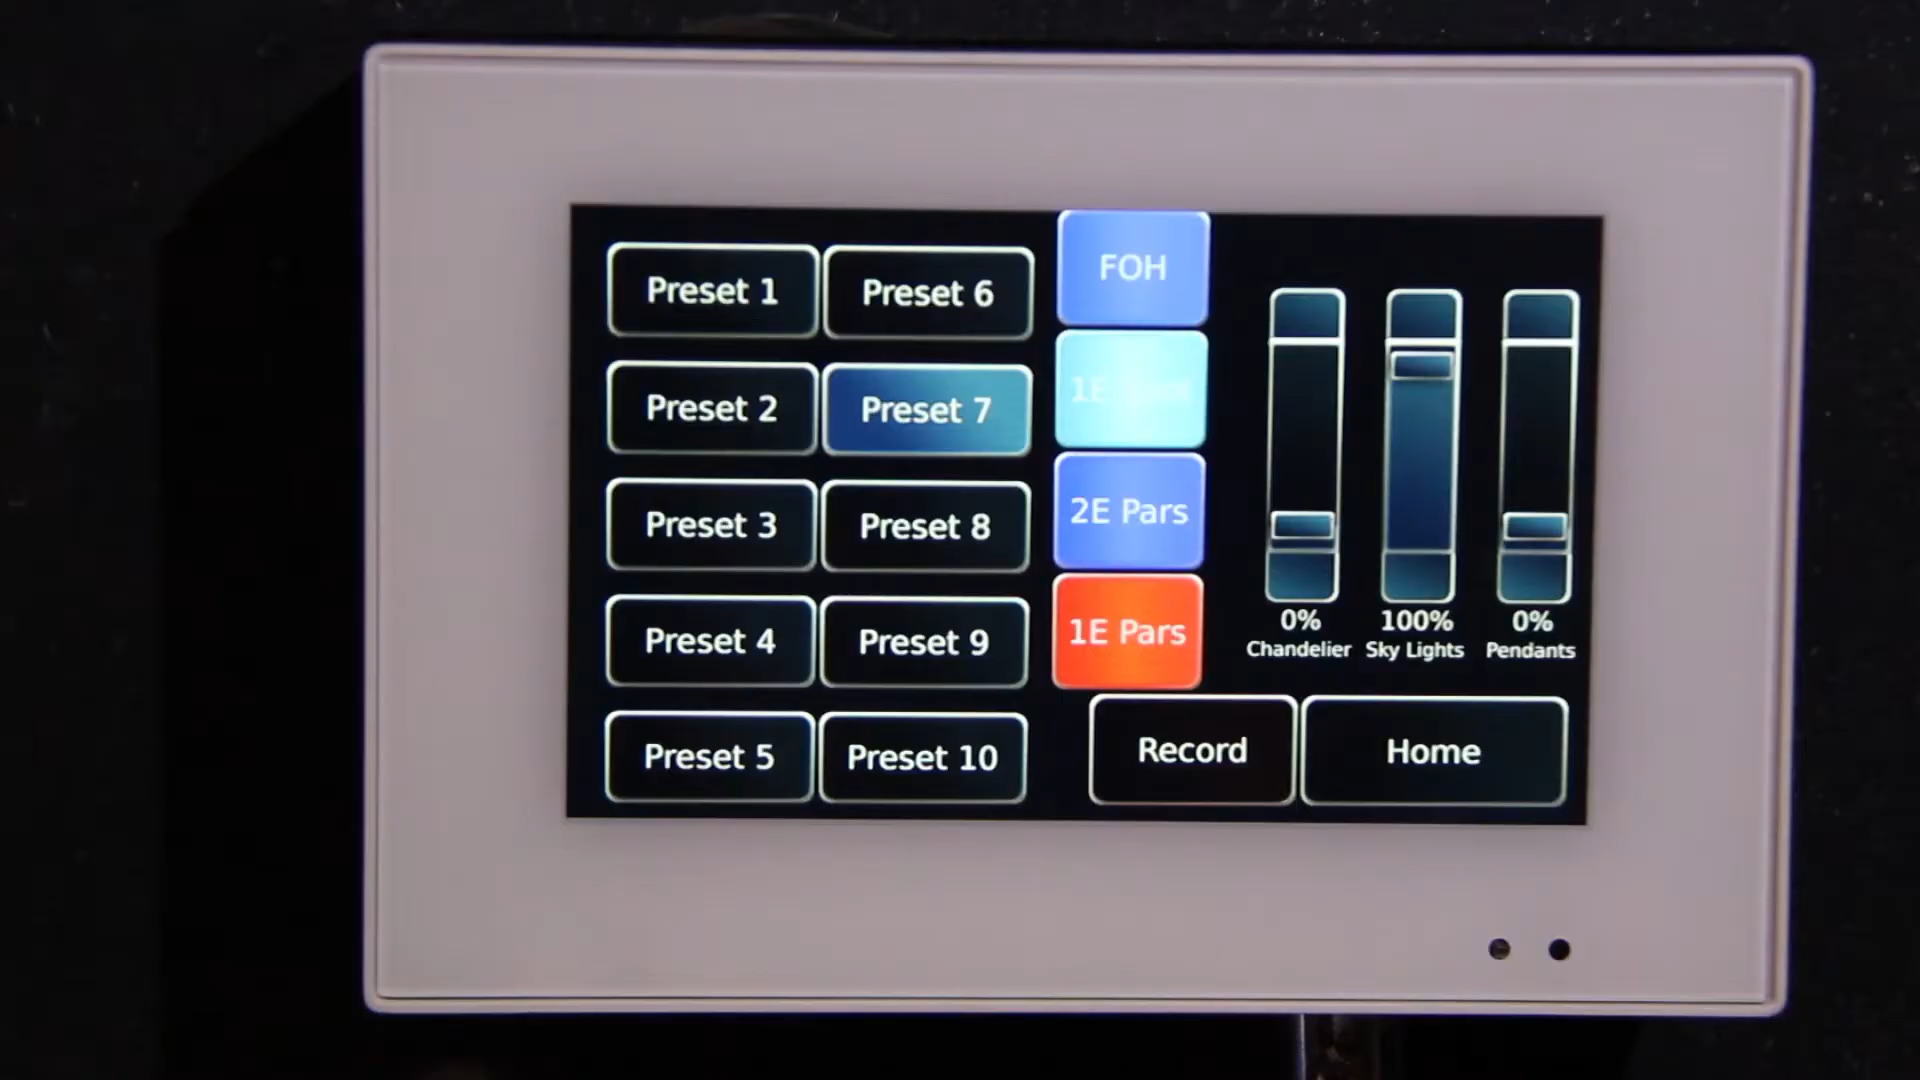 Preset 1
Preset 6
FOH
Preset 2
Preset 7
1E
Preset 3
Preset 8
2E Pars
Preset 4
Preset 9
1E Pars
0%
100%
0%
Chandelier
Sky Lights
Pendants
Preset 5
Preset 10
Record
Home